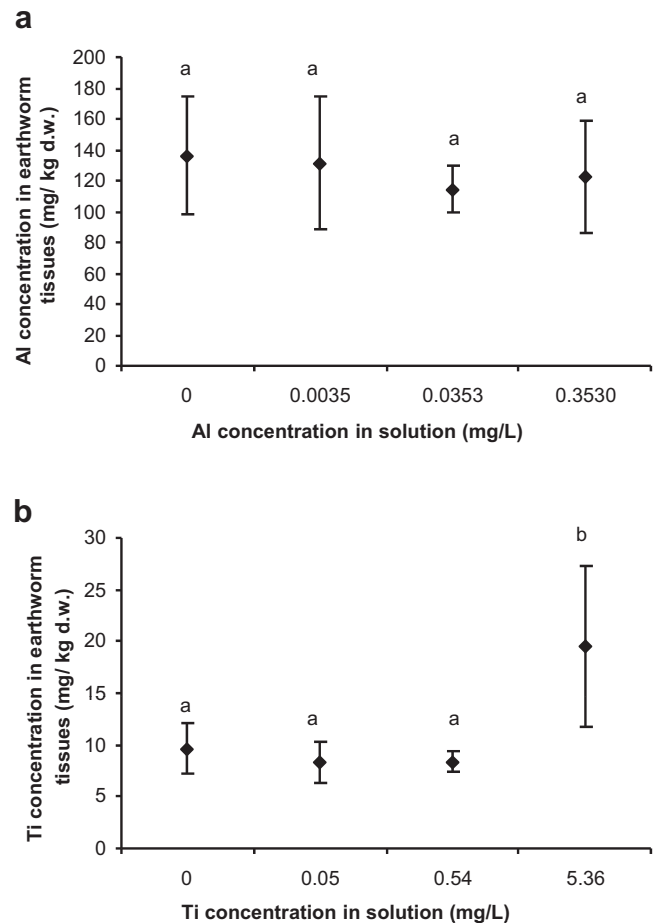 a
Al concentration in earthworm
tissues (mg/ kg d.w.)
200
180
160
140
120
100
80
60
40
20
0
a a a a
0 0.0035 0.0353 0.3530
Al concentration in solution (mg/L)
b
Ti concentration in earthworm
tissues (mg/ kg d.w.)
30
25
20
15
10
5
0
a a a b
0 0.05 0.54 5.36
Ti concentration in solution (mg/L)